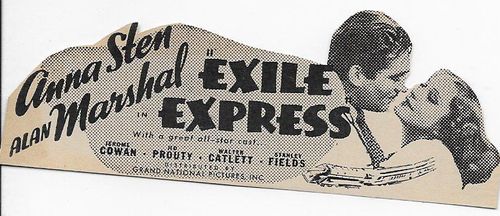 Anna Sten
ALAN Marshal
IN
"EXILE
EXPRESS
With a great all-star cast.
JEROME COWAN · JED PROUTY · WALTER CATLETT · STANLEY FIELDS
DISTRIBUTED BY
GRAND NATIONAL PICTURES, INC.